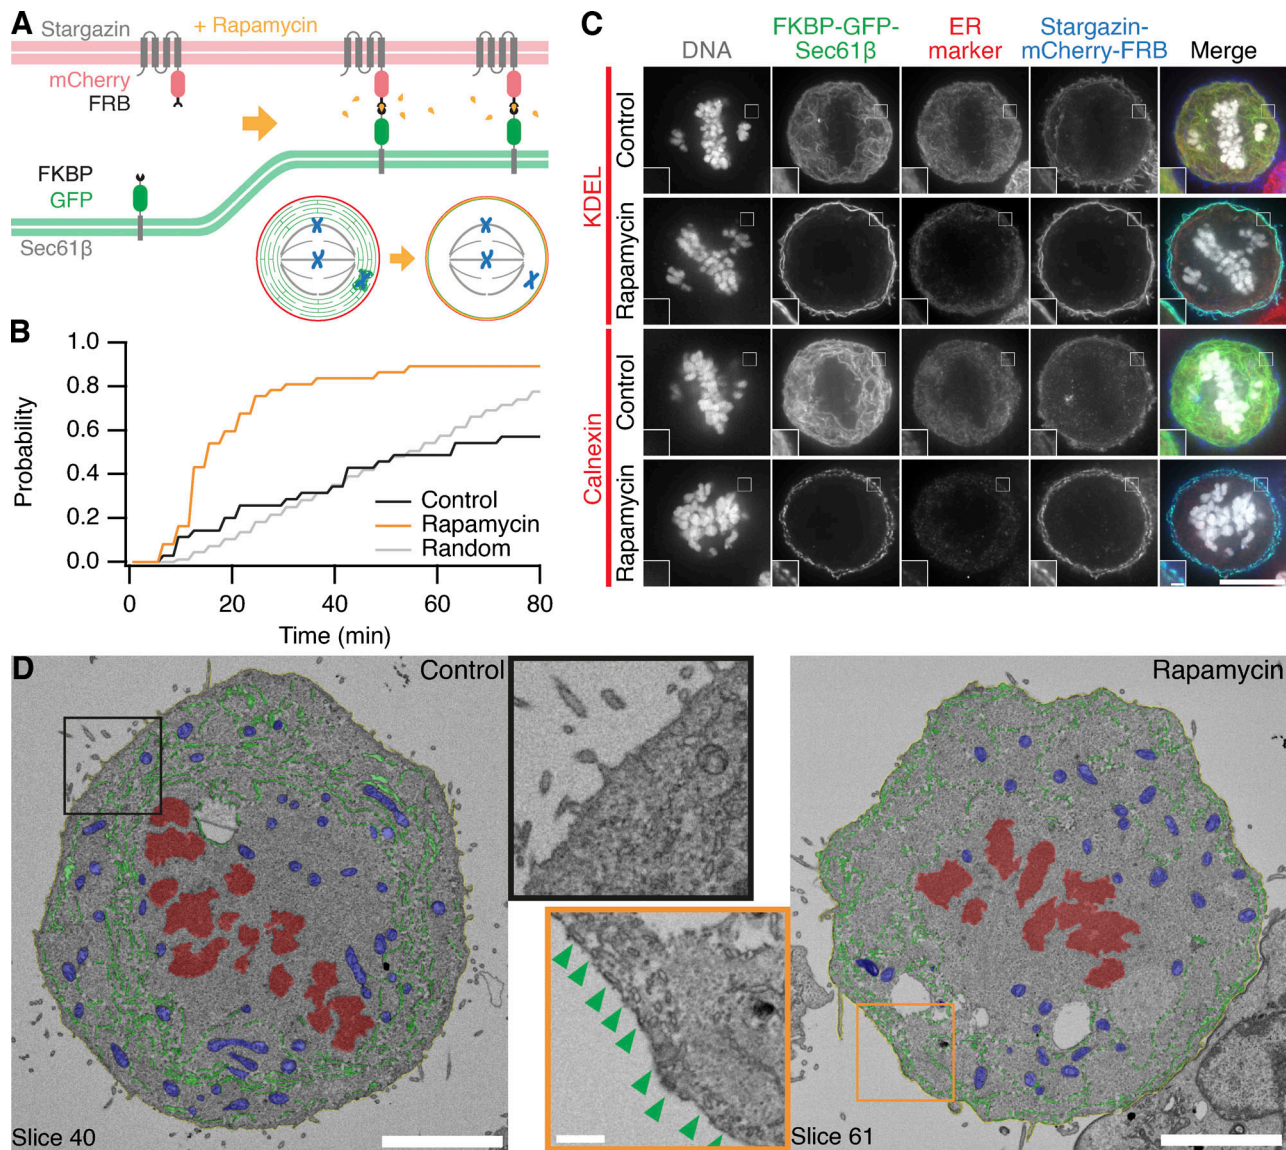 A
Stargazin
+ Rapamycin
mCherry
FRB
FKBP
GFP
Sec61β
B
1.0
0.8
0.6
0.4
0.2
0.0
Probability
Control
Rapamycin
Random
0 20 40 60 80
Time (min)
C
DNA
FKBP-GFP-
Sec61β
ER
marker
Stargazin-
mCherry-FRB
Merge
KDEL
Control
Rapamycin
Calnexin
Control
Rapamycin
D
Control
Slice 40
Rapamycin
Slice 61